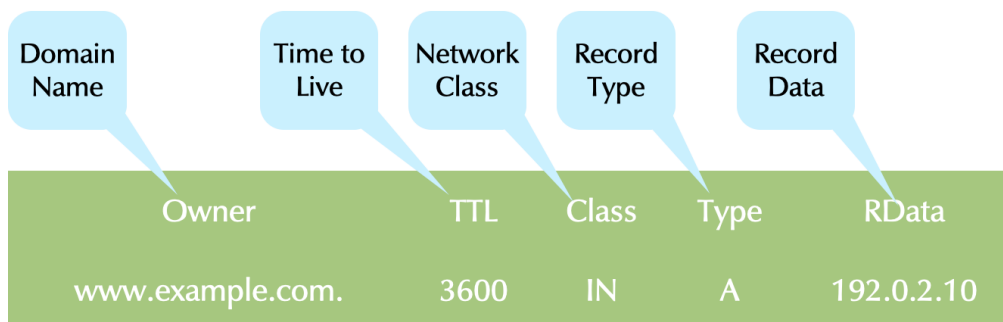 Domain
Name
Time to
Live
Network
Class
Record
Type
Record
Data
Owner TTL Class Type RData
www.example.com. 3600 IN A 192.0.2.10